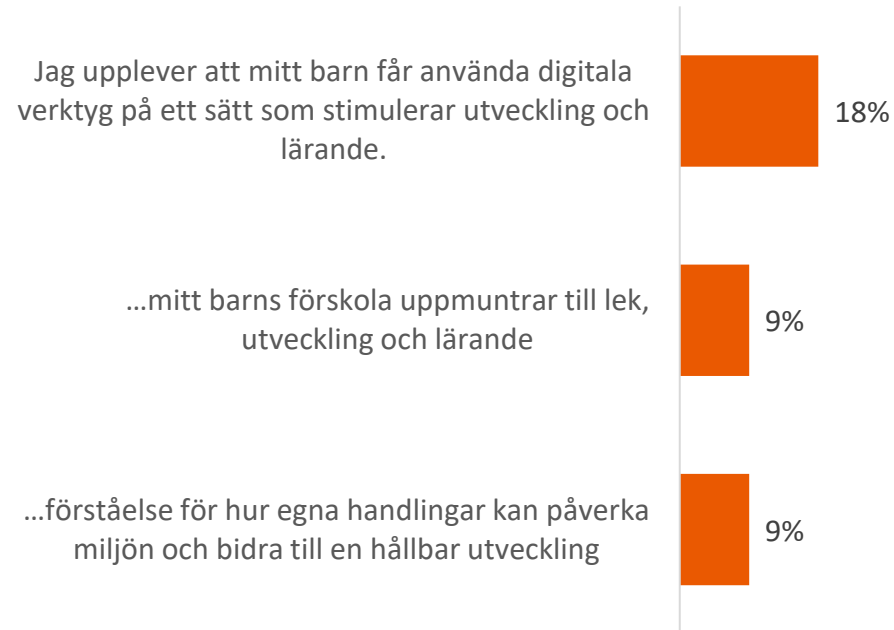 Jag upplever att mitt barn får använda digitala
verktyg på ett sätt som stimulerar utveckling och
lärande.
18%
...mitt barns förskola uppmuntrar till lek,
utveckling och lärande
9%
...förståelse för hur egna handlingar kan påverka
miljön och bidra till en hållbar utveckling
9%